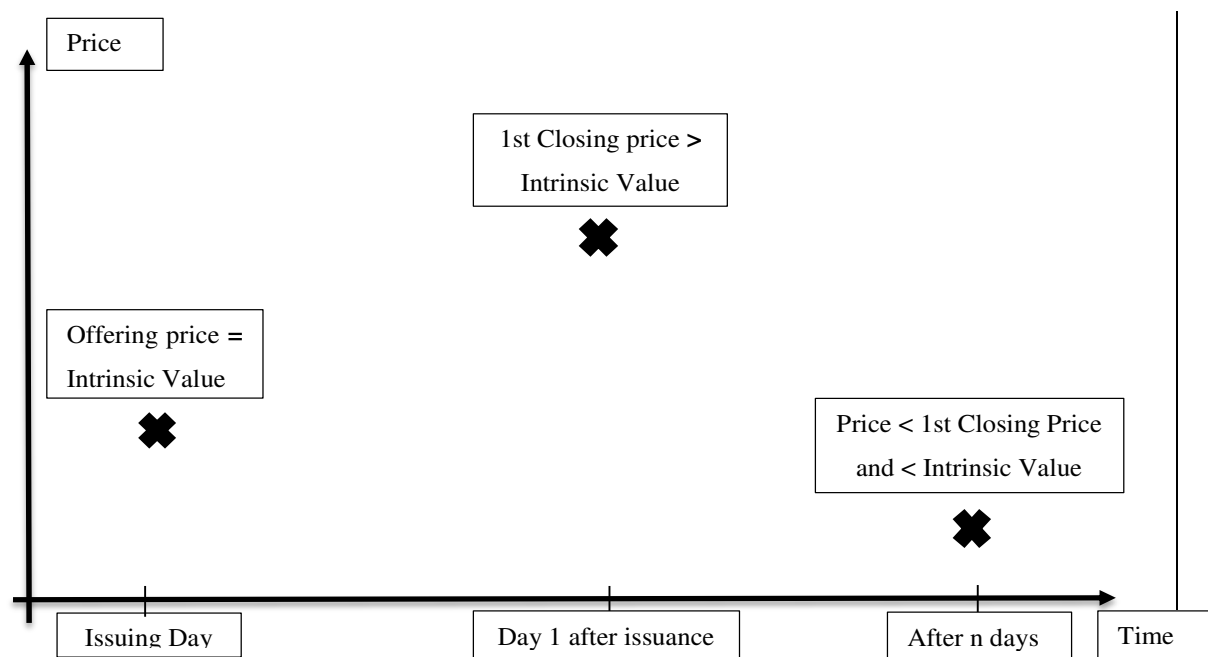 Price
1st Closing price >
Intrinsic Value
Offering price =
Intrinsic Value
Price < 1st Closing Price
and < Intrinsic Value
Issuing Day
Day 1 after issuance
After n days
Time